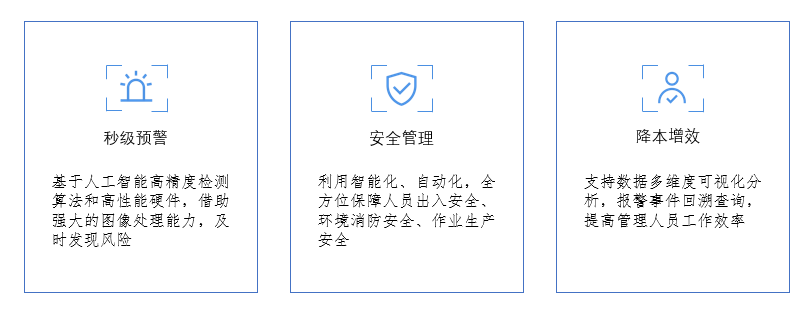 秒级预警
基于人工智能高精度检测
算法和高性能硬件，借助
强大的图像处理能力，及
时发现风险
安全管理
利用智能化、自动化，全
方位保障人员出入安全、
环境消防安全、作业生产
安全
降本增效
支持数据多维度可视化分
析，报警事件回溯查询，
提高管理人员工作效率